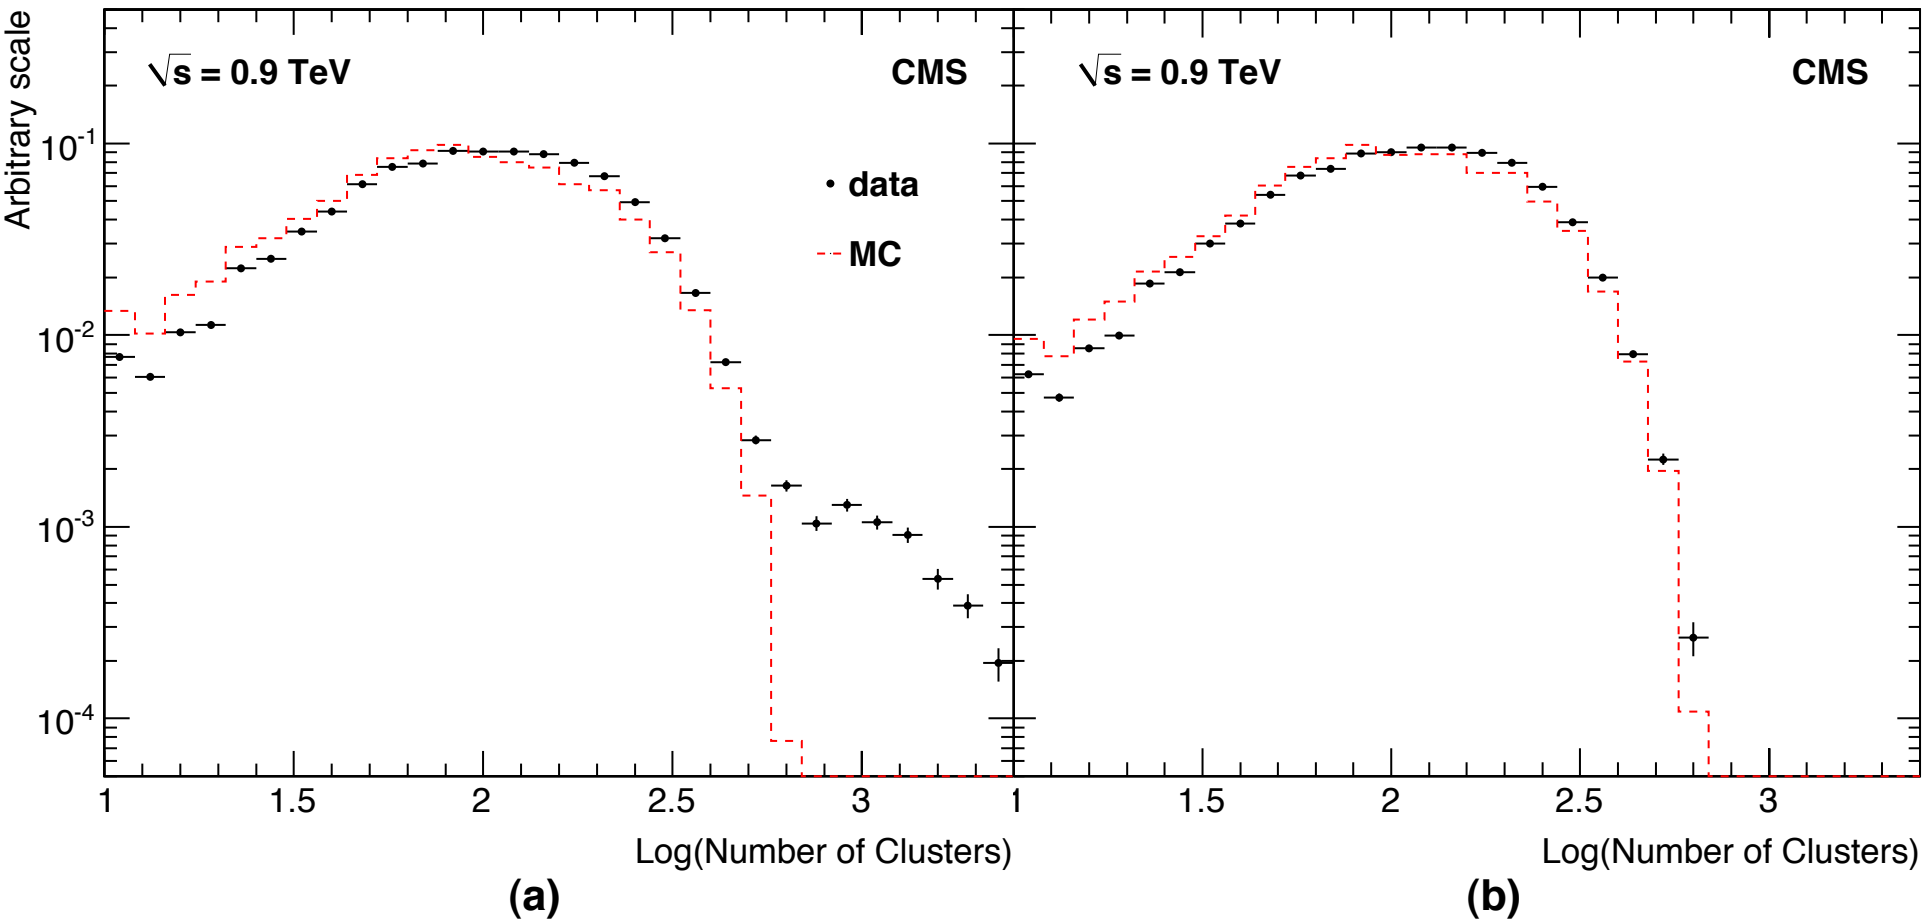 Arbitrary scale
√s = 0.9 TeV
CMS
data
MC
10⁻¹
10⁻²
10⁻³
10⁻⁴
1 1.5 2 2.5 3
Log(Number of Clusters)
(a)
√s = 0.9 TeV
CMS
1 1.5 2 2.5 3
Log(Number of Clusters)
(b)